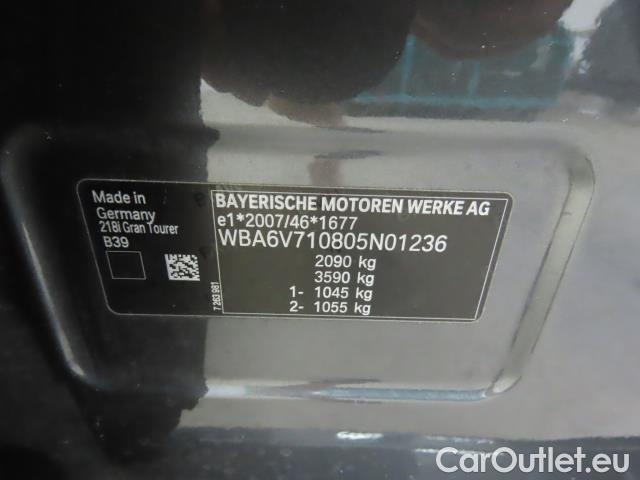 Made in
Germany
218i Gran Tourer
B39
7 263 981
BAYERISCHE MOTOREN WERKE AG
e1*2007/46*1677
WBA6V710805N01236
2090 kg
3590 kg
1- 1045 kg
2- 1055 kg
CarOutlet.eu